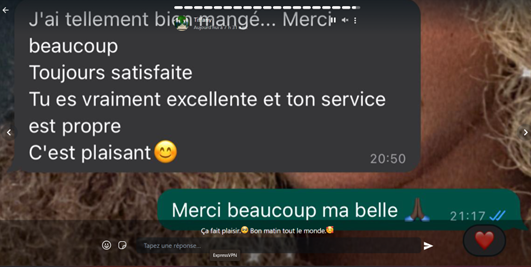 J'ai tellement bien mangé... Merci
beaucoup
Toujours satisfaite
Tu es vraiment excellente et ton service
est propre
C'est plaisant😊
20:50
Merci beaucoup ma belle 🙏🏾
21:17
Ça fait plaisir.😊 Bon matin tout le monde.🥰
Tapez une réponse...
ExpressVPN